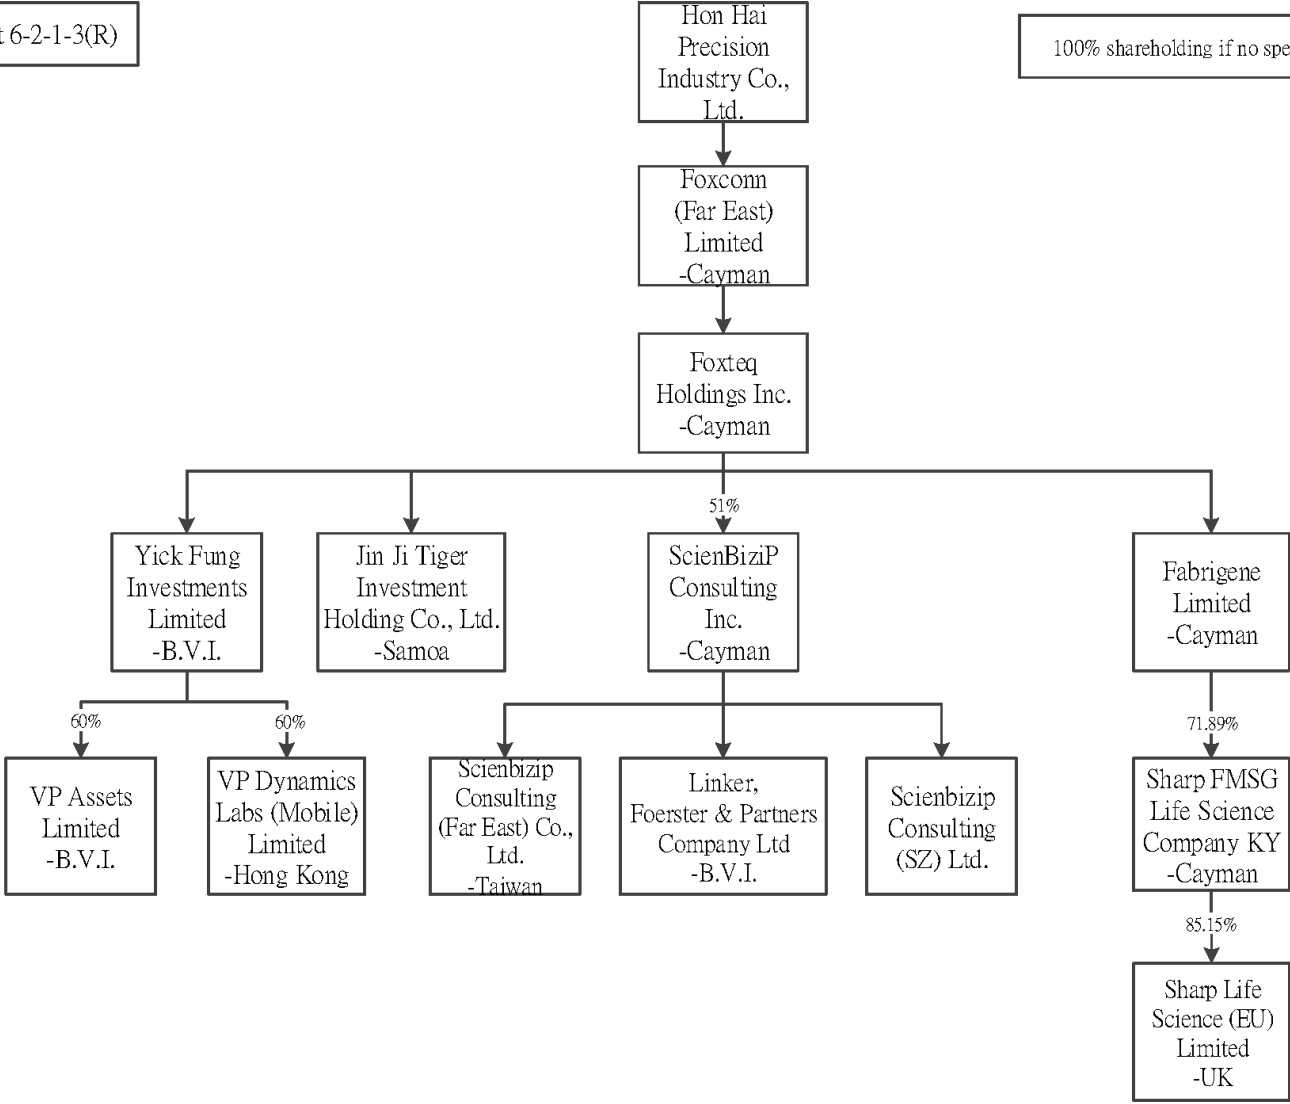 6-2-1-3(R)
Hon Hai
Precision
Industry Co.,
Ltd.
100% shareholding if no
Foxconn
(Far East)
Limited
-Cayman
Foxteq
Holdings Inc.
-Cayman
51%
Yick Fung
Investments
Limited
-B.V.I.
Jin Ji Tiger
Investment
Holding Co., Ltd.
-Samoa
ScienBiziP
Consulting
Inc.
-Cayman
Fabrigene
Limited
-Cayman
60%
60%
71.89%
VP Assets
Limited
-B.V.I.
VP Dynamics
Labs (Mobile)
Limited
-Hong Kong
Scienbizip
Consulting
(Far East) Co.,
Ltd.
-Taiwan
Linker,
Foerster & Partners
Company Ltd
-B.V.I.
Scienbizip
Consulting
(SZ) Ltd.
Sharp FMSG
Life Science
Company KY
-Cayman
85.15%
Sharp Life
Science (EU)
Limited
-UK